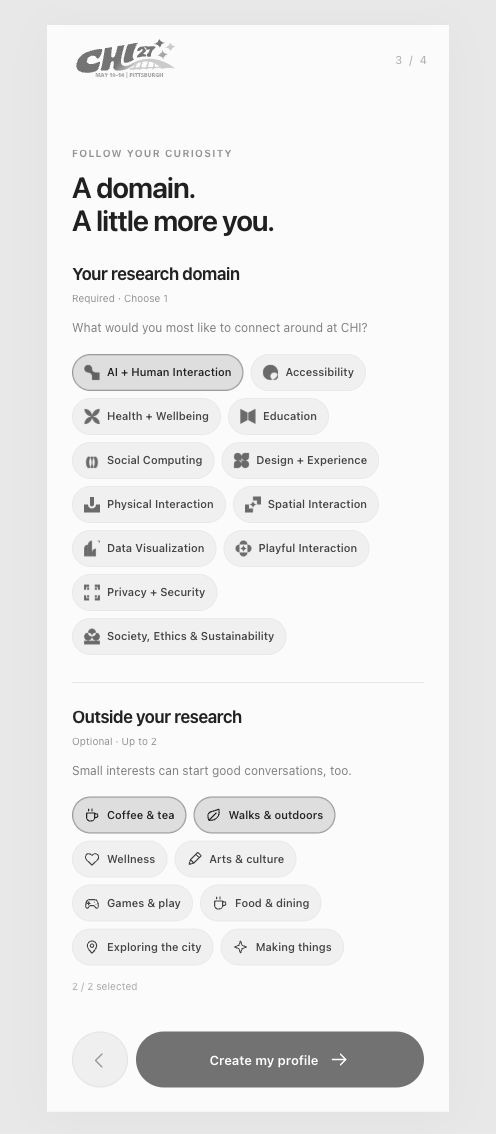 CHI 27
MAY 10-14 | PITTSBURGH
3 / 4
FOLLOW YOUR CURIOSITY
A domain.
A little more you.
Your research domain
Required · Choose 1
What would you most like to connect around at CHI?
AI + Human Interaction
Accessibility
Health + Wellbeing
Education
Social Computing
Design + Experience
Physical Interaction
Spatial Interaction
Data Visualization
Playful Interaction
Privacy + Security
Society, Ethics & Sustainability
Outside your research
Optional · Up to 2
Small interests can start good conversations, too.
Coffee & tea
Walks & outdoors
Wellness
Arts & culture
Games & play
Food & dining
Exploring the city
Making things
2 / 2 selected
Create my profile